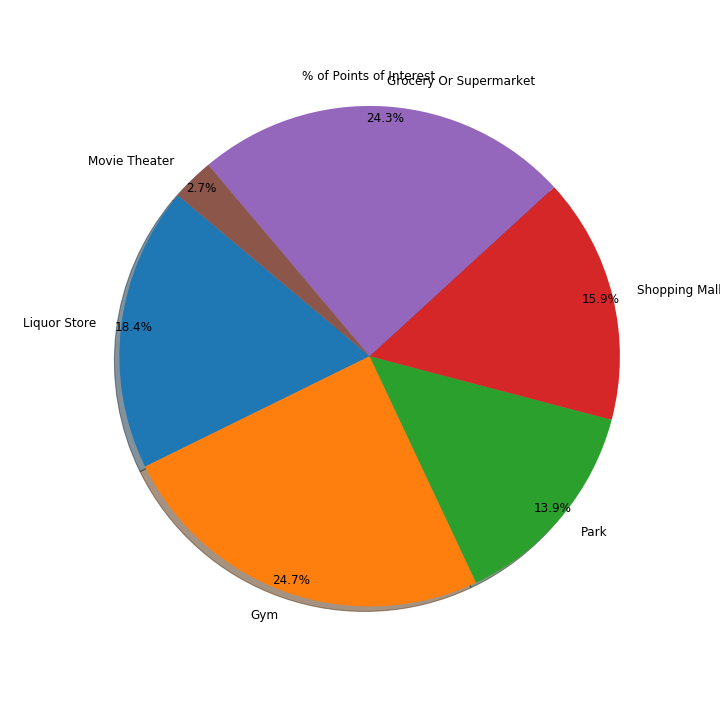 % of Points of Interest
Grocery Or Supermarket
24.3%
Movie Theater
2.7%
Shopping Mall
15.9%
Liquor Store
18.4%
13.9%
Park
24.7%
Gym